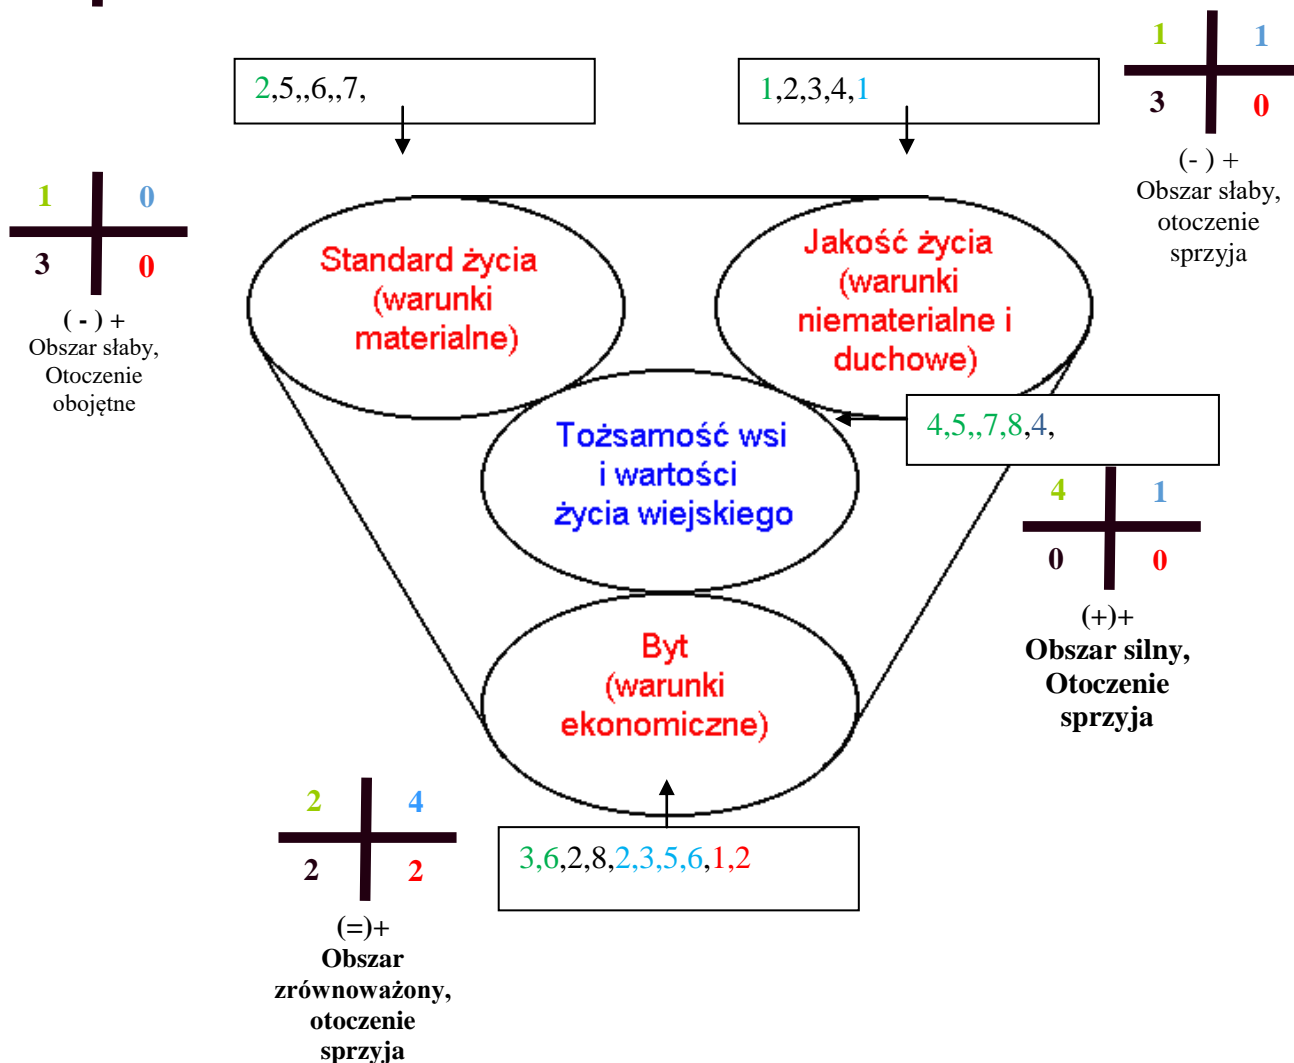 1 1
3 0
(- ) +
Obszar słaby,
otoczenie
sprzyja
2,5,,6,,7,
1,2,3,4,1
1 0
3 0
( - ) +
Obszar słaby,
Otoczenie
obojętne
Standard życia
(warunki
materialne)
Jakość życia
(warunki
niematerialne i
duchowe)
4,5,,7,8,4,
Tożsamość wsi
i wartości
życia wiejskiego
4 1
0 0
(+)+
Obszar silny,
Otoczenie
sprzyja
Byt
(warunki
ekonomiczne)
2 4
2 2
(=)+
Obszar
zrównoważony,
otoczenie
sprzyja
3,6,2,8,2,3,5,6,1,2